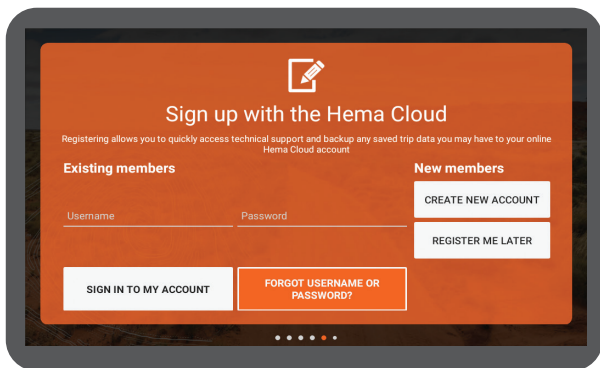 Sign up with the Hema Cloud
Registering allows you to quickly access technical support and backup any saved trip data you may have to your online
Hema Cloud account
Existing members
Username
Password
SIGN IN TO MY ACCOUNT
FORGOT USERNAME OR
PASSWORD?
New members
CREATE NEW ACCOUNT
REGISTER ME LATER